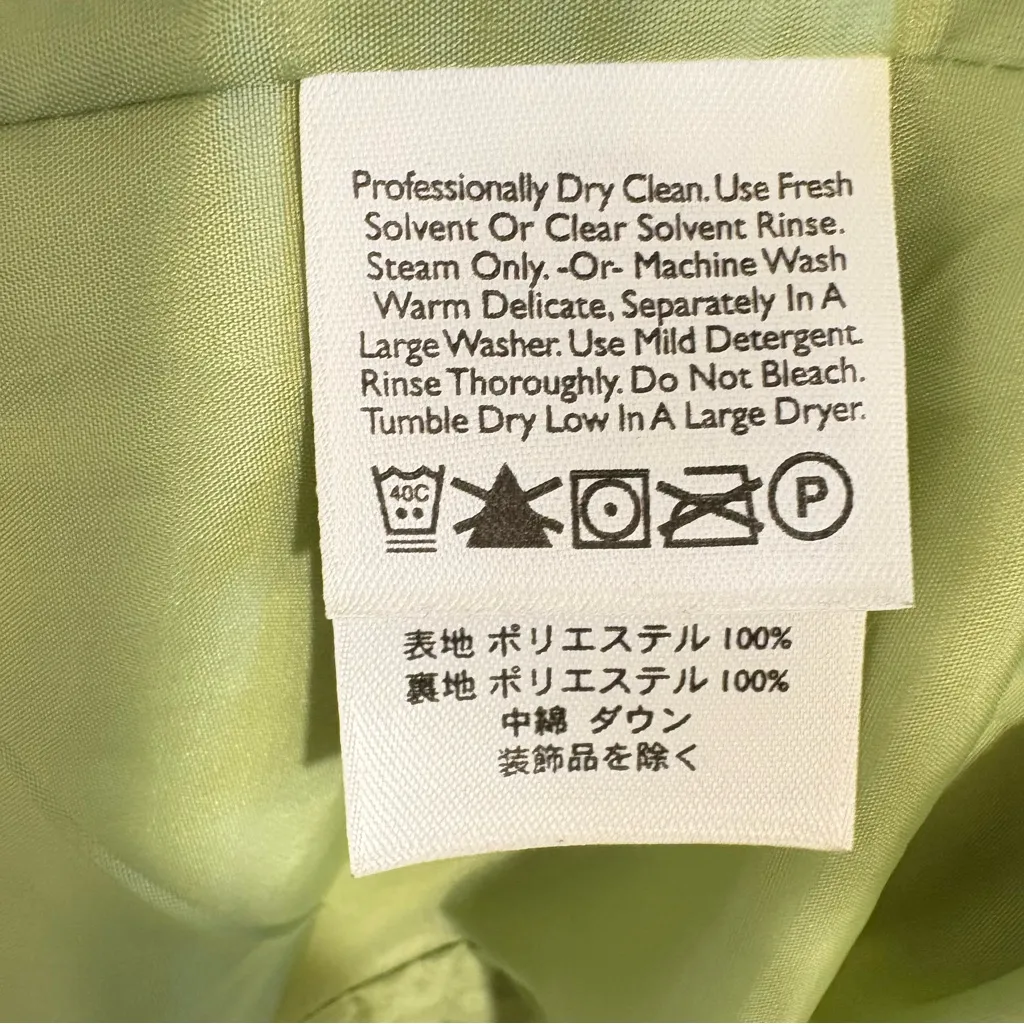 Professionally Dry Clean. Use Fresh
Solvent Or Clear Solvent Rinse.
Steam Only. -Or- Machine Wash
Warm Delicate, Separately In A
Large Washer. Use Mild Detergent.
Rinse Thoroughly. Do Not Bleach.
Tumble Dry Low In A Large Dryer.
40C P
表地 ポリエステル 100%
裏地 ポリエステル 100%
中綿 ダウン
装飾品を除く